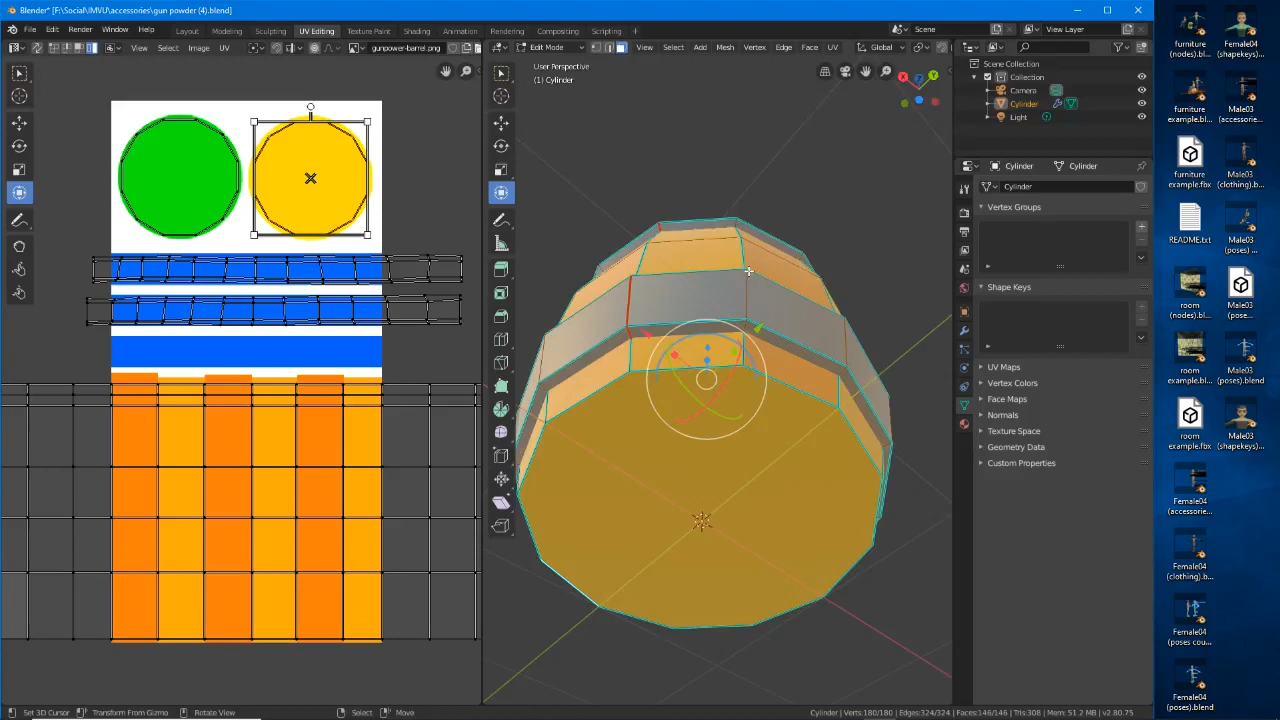 Blender* [F:\Social\IMVU\accessories\gun powder (4).blend]
File Edit Render Window Help Layout Modeling Sculpting UV Editing Texture Paint Shading Animation Rendering Compositing Scripting + Scene View Layer
View Select Image UV gunpower-barrel.png Edit Mode View Select Add Mesh Vertex Edge Face UV Global
User Perspective
(1) Cylinder
Scene Collection
Collection
Camera
Cylinder
Light
Cylinder Cylinder
Cylinder
Vertex Groups
Shape Keys
UV Maps
Vertex Colors
Face Maps
Normals
Texture Space
Geometry Data
Custom Properties
furniture
(nodes).bl...
Female04
(shapekeys)...
furniture
example.bl...
Male03
(accessorie...
furniture
example.fbx
Male03
(clothing).b...
README.txt
Male03
(poses)
room
(nodes).blend
Male03
(pose...
room
example.bl...
Male03
(poses).blend
room
example.fbx
Male03
(shapekeys)...
Female04
(accessorie...
Female04
(clothing).b...
Female04
(poses cou...
Female04
(poses).blend
Set 3D Cursor Transform From Gizmo Rotate View Select Move Cylinder | Verts:180/180 | Edges:324/324 | Faces:146/146 | Tris:308 | Mem: 51.2 MB | v2.80.75